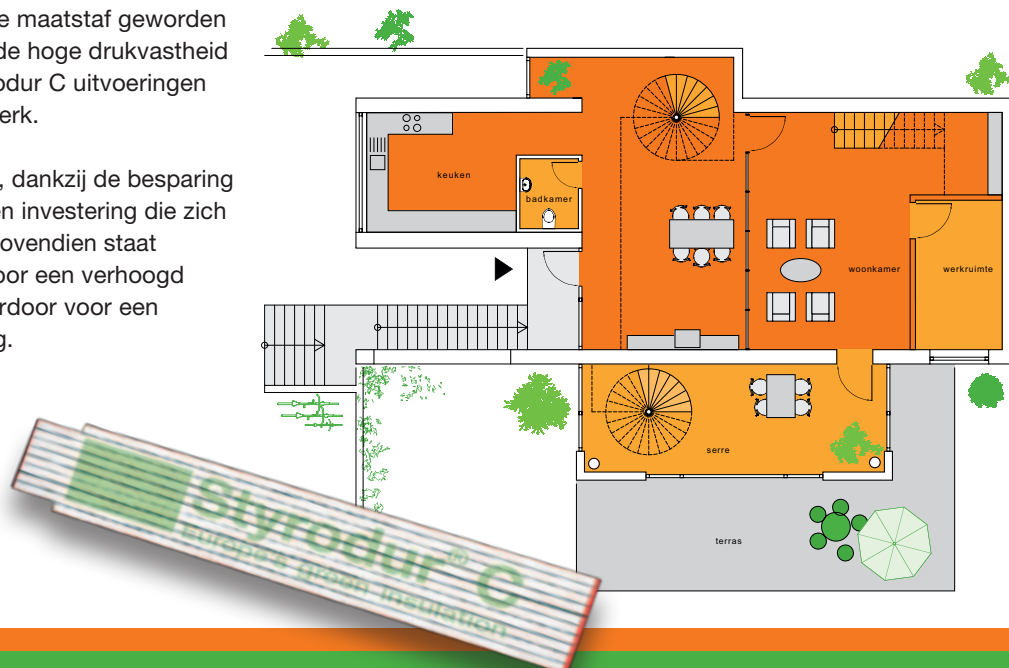 e maatstaf geworden
de hoge drukvastheid
odur C uitvoeringen
erk.
, dankzij de besparing
en investering die zich
ovendien staat
oor een verhoogd
rdoor voor een
g.
keuken
badkamer
woonkamer
werkruimte
serre
terras
Styrodur® C
Europe's green insulation